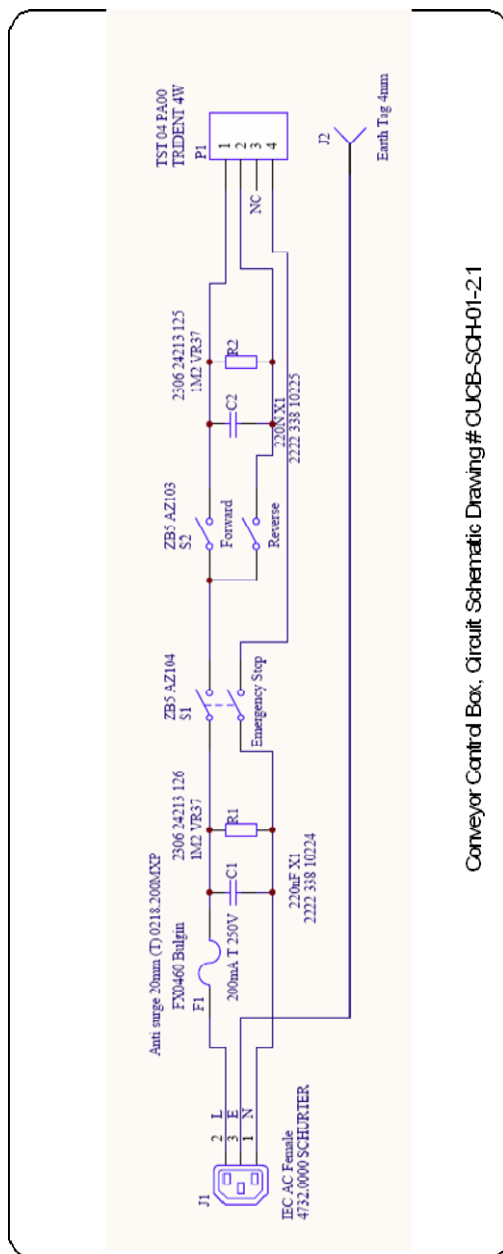 TST 04 PA00
TRIDENT 4W
P1
1
2
3
4
NC
J2
Earth Tag 4mm
2306 24213 125
1M2 VR37
R2
C2
220N X1
2222 338 10225
ZB5 AZ103
S2
Forward
Reverse
ZB5 AZ104
S1
Emergency Stop
2306 24213 126
1M2 VR37
R1
C1
220nF X1
2222 338 10224
Anti surge 20mm (T) 0218.200MXP
FX0460 Bulgin
F1
200mA T 250V
2 L
3 E
1 N
J1
IEC AC Female
4732.0000 SCHURTER
Conveyor Control Box, Circuit Schematic Drawing# CUCB-SCH-01-2.1